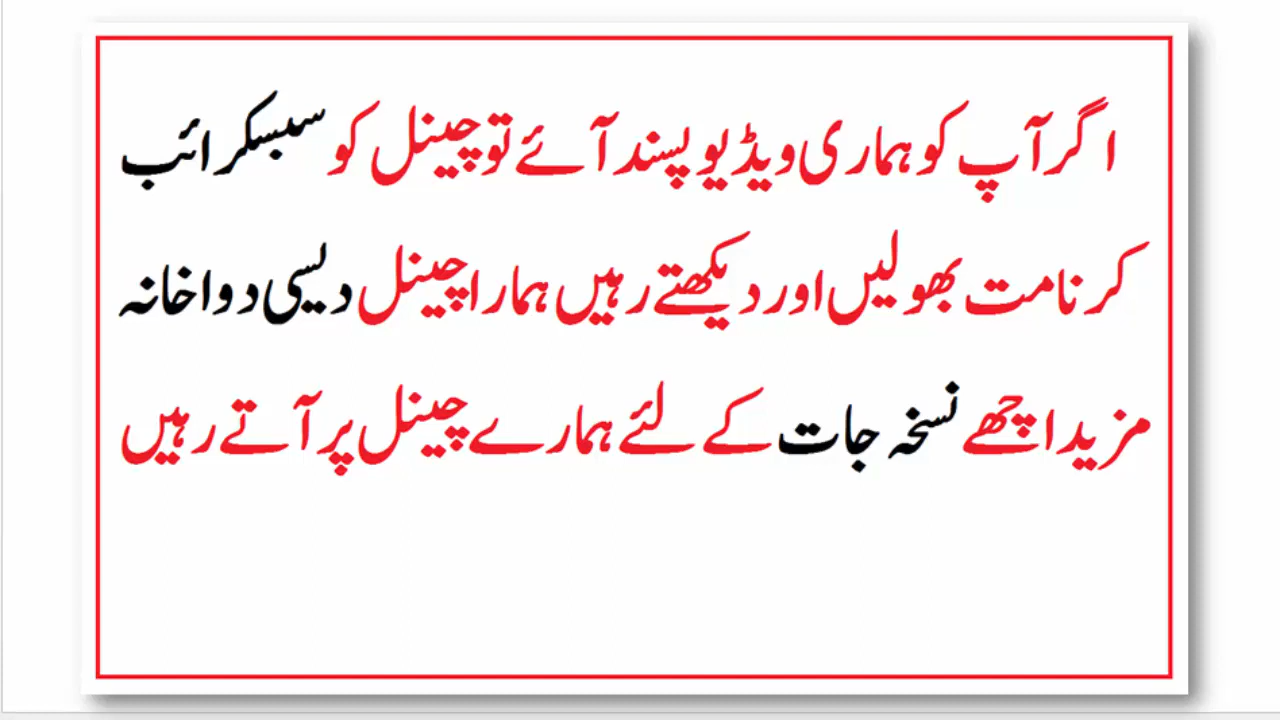 اگر آپ کو ہماری ویڈیو پسند آئے تو چینل کو سبسکرائب
کرنا مت بھولیں اور دیکھتے رہیں ہمارا چینل دیسی دواخانہ
مزید اچھے نسخہ جات کے لئے ہمارے چینل پر آتے رہیں